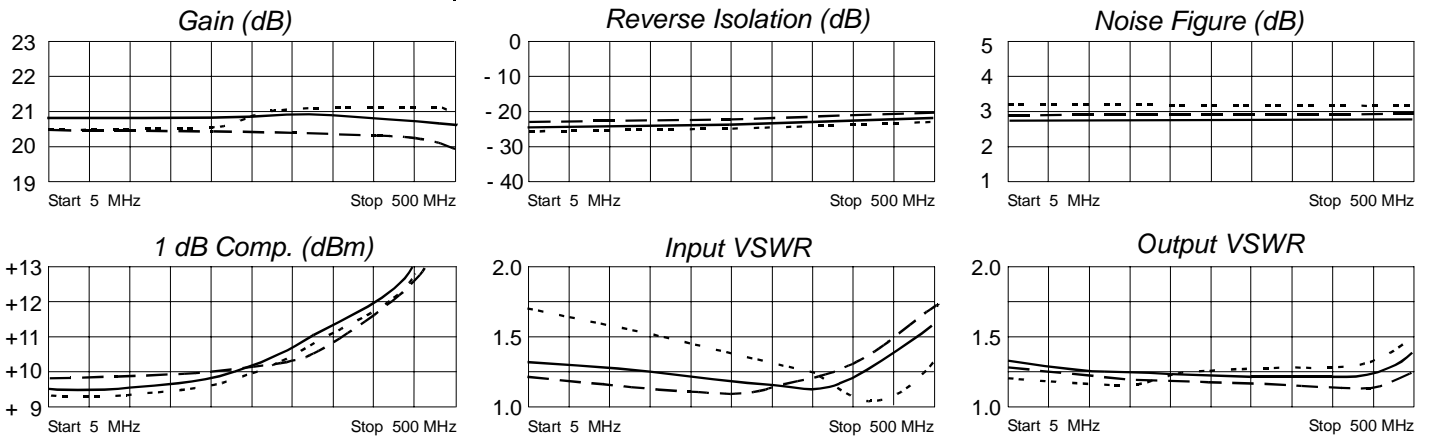 Gain (dB)
23
22
21
20
19
Start 5 MHz
Stop 500 MHz
Reverse Isolation (dB)
0
- 10
- 20
- 30
- 40
Start 5 MHz
Stop 500 MHz
Noise Figure (dB)
5
4
3
2
1
Start 5 MHz
Stop 500 MHz
1 dB Comp. (dBm)
+13
+12
+11
+10
+ 9
Start 5 MHz
Stop 500 MHz
Input VSWR
2.0
1.5
1.0
Start 5 MHz
Stop 500 MHz
Output VSWR
2.0
1.5
1.0
Start 5 MHz
Stop 500 MHz